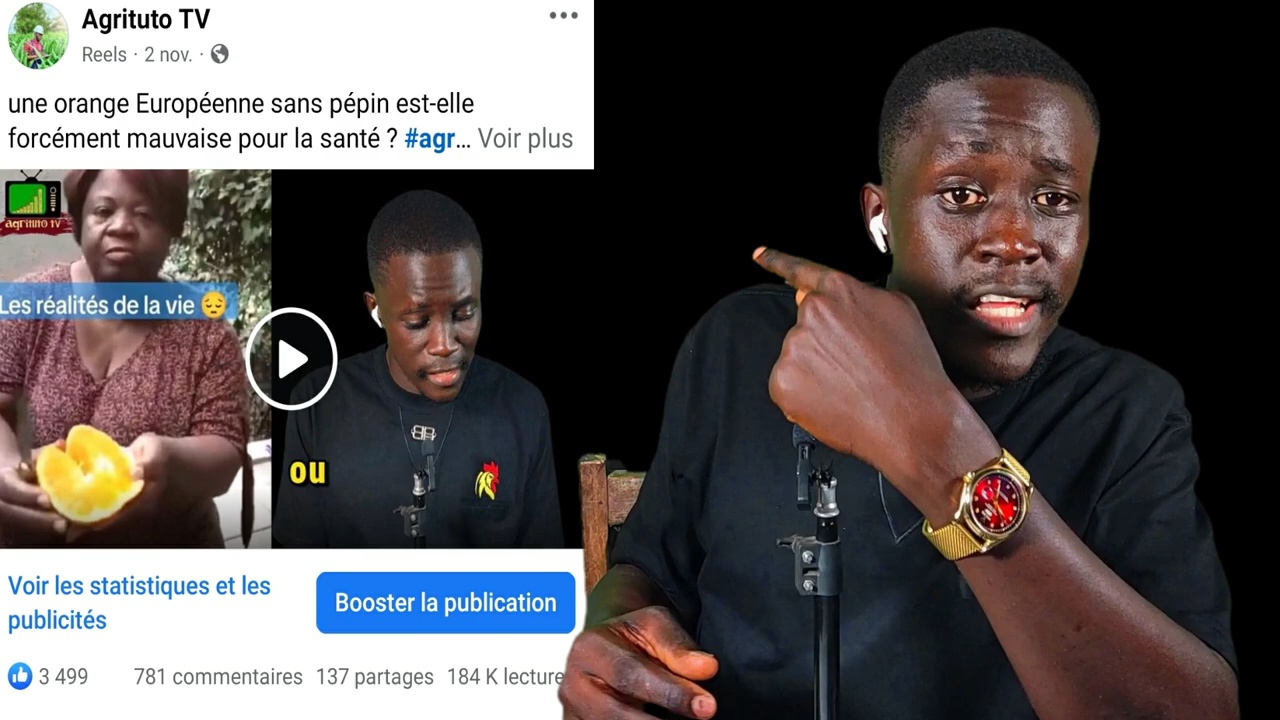 Agrituto TV
Reels · 2 nov. ·
une orange Européenne sans pépin est-elle
forcément mauvaise pour la santé ? #agr... Voir plus
agrituto tv
Les réalités de la vie 😔
ou
Voir les statistiques et les
publicités
Booster la publication
3 499 781 commentaires 137 partages 184 K lecture